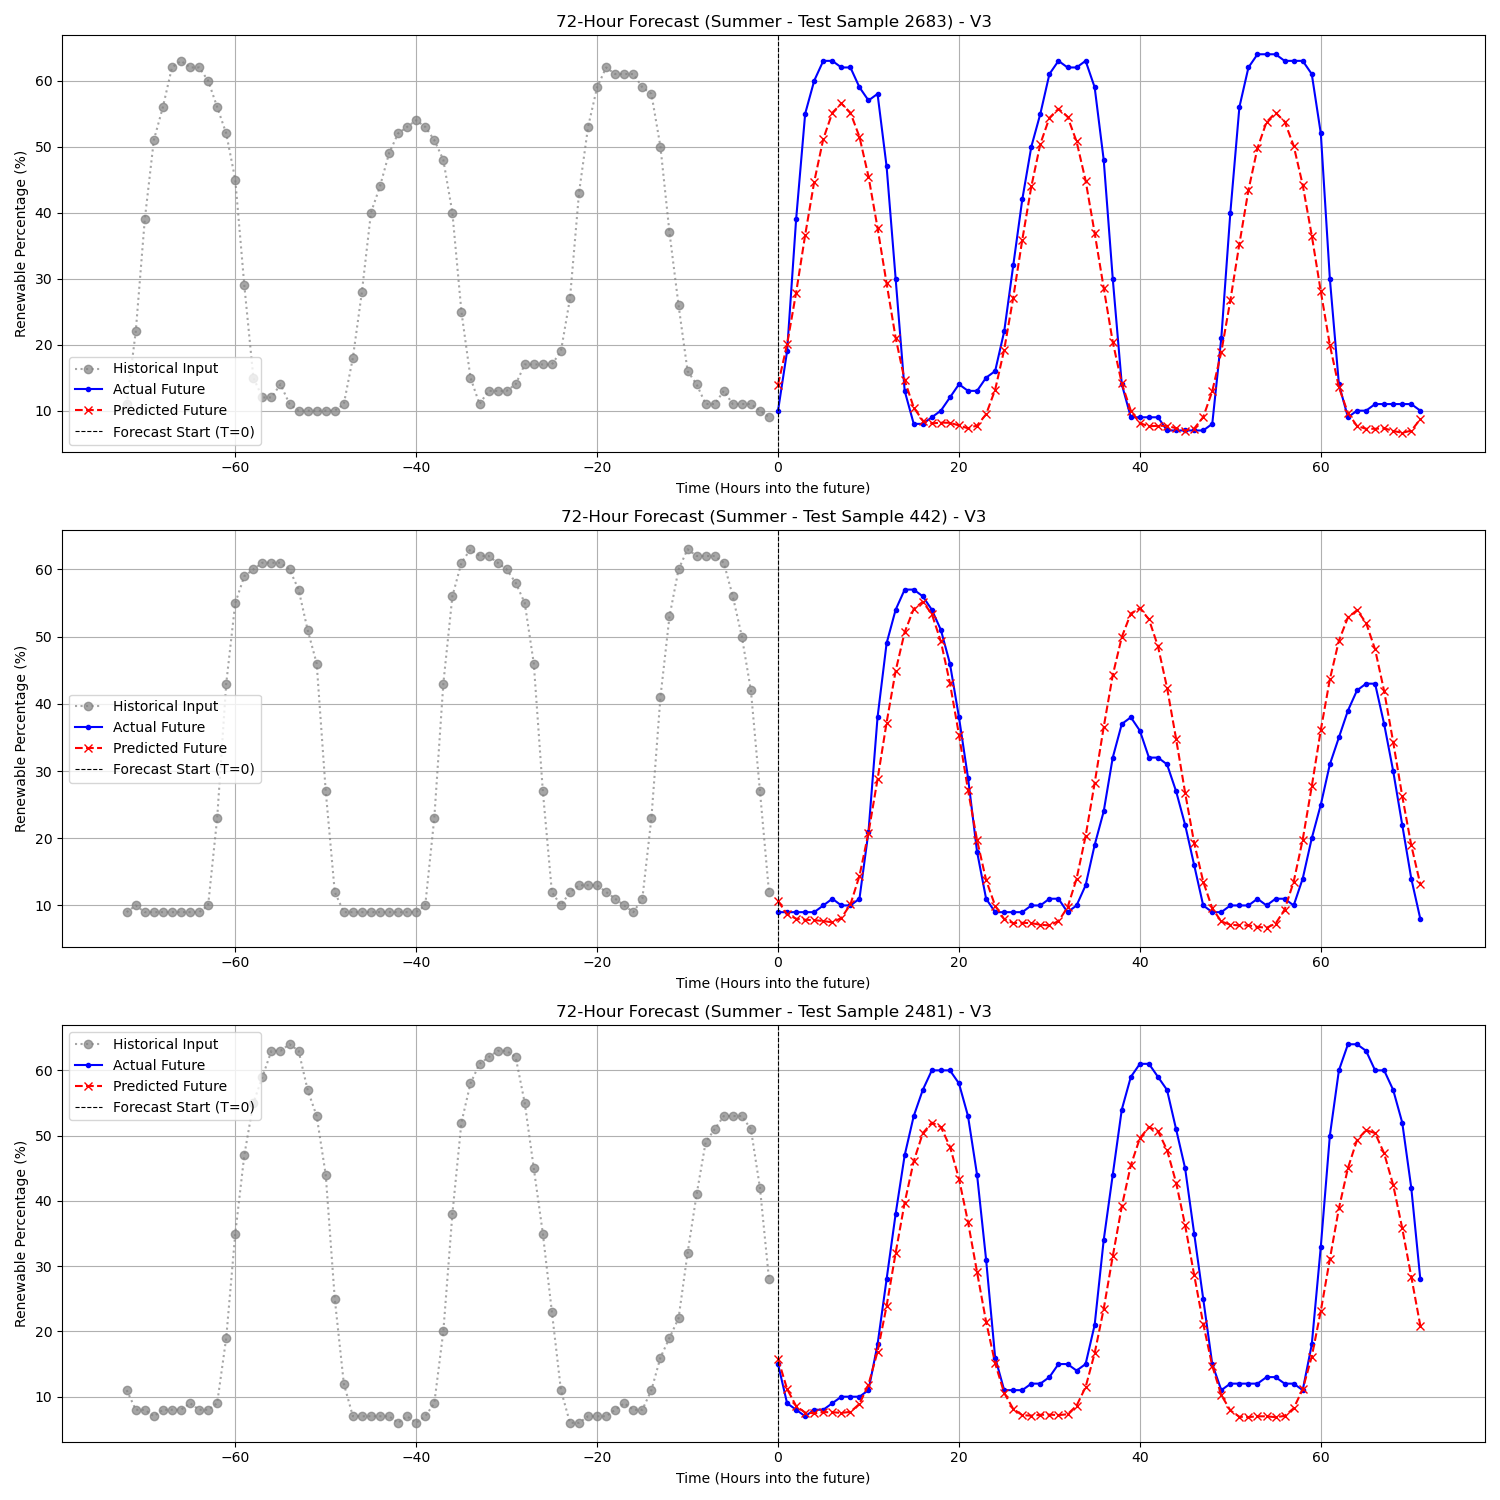 72-Hour Forecast (Summer - Test Sample 2683) - V3
Renewable Percentage (%)
60
50
40
30
20
10
Historical Input
Actual Future
Predicted Future
Forecast Start (T=0)
−60 −40 −20 0 20 40 60
Time (Hours into the future)
72-Hour Forecast (Summer - Test Sample 442) - V3
Renewable Percentage (%)
60
50
40
30
20
10
Historical Input
Actual Future
Predicted Future
Forecast Start (T=0)
−60 −40 −20 0 20 40 60
Time (Hours into the future)
72-Hour Forecast (Summer - Test Sample 2481) - V3
Renewable Percentage (%)
60
50
40
30
20
10
Historical Input
Actual Future
Predicted Future
Forecast Start (T=0)
−60 −40 −20 0 20 40 60
Time (Hours into the future)